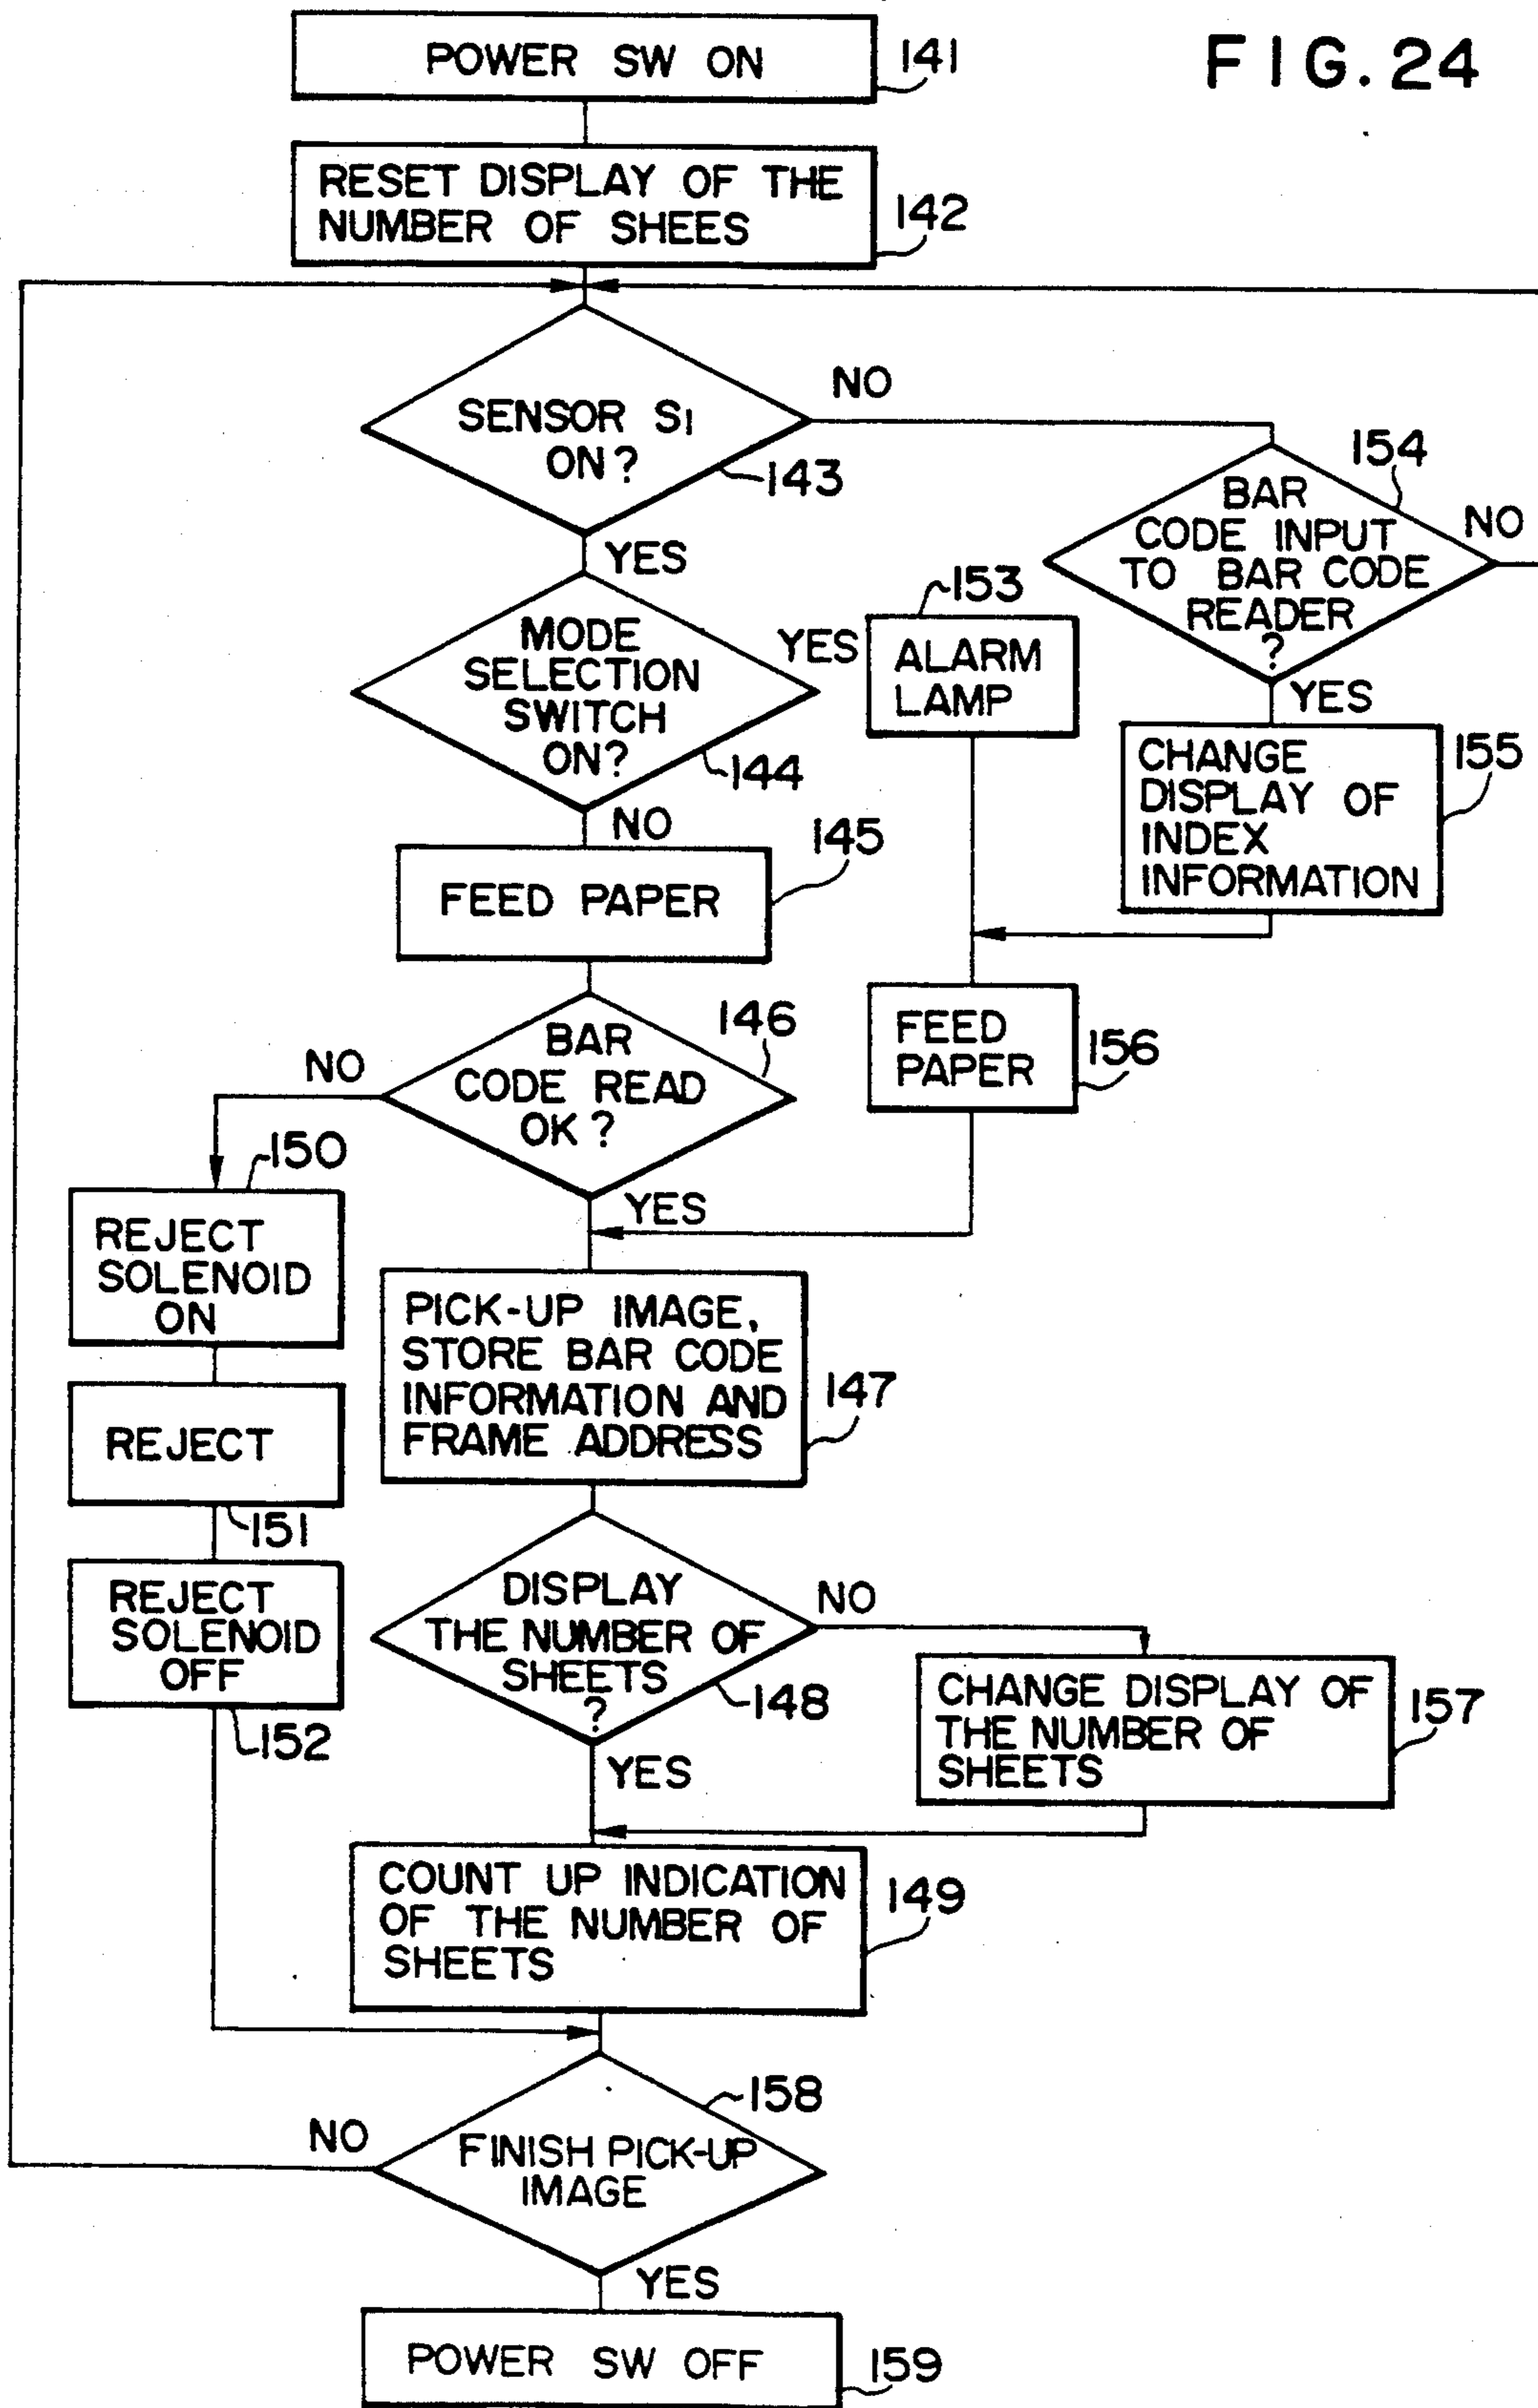 FIG. 24
POWER SW ON
141
RESET DISPLAY OF THE
NUMBER OF SHEES
142
SENSOR S1
ON?
143
NO
YES
BAR
CODE INPUT
TO BAR CODE
READER
?
154
NO
YES
MODE
SELECTION
SWITCH
ON?
144
YES
NO
153
ALARM
LAMP
CHANGE
DISPLAY OF
INDEX
INFORMATION
155
FEED PAPER
145
FEED
PAPER
156
BAR
CODE READ
OK?
146
NO
YES
150
REJECT
SOLENOID
ON
REJECT
151
REJECT
SOLENOID
OFF
152
PICK-UP IMAGE,
STORE BAR CODE
INFORMATION AND
FRAME ADDRESS
147
DISPLAY
THE NUMBER OF
SHEETS
?
148
NO
YES
CHANGE DISPLAY OF
THE NUMBER OF
SHEETS
157
COUNT UP INDICATION
OF THE NUMBER OF
SHEETS
149
FINISH PICK-UP
IMAGE
158
NO
YES
POWER SW OFF
159